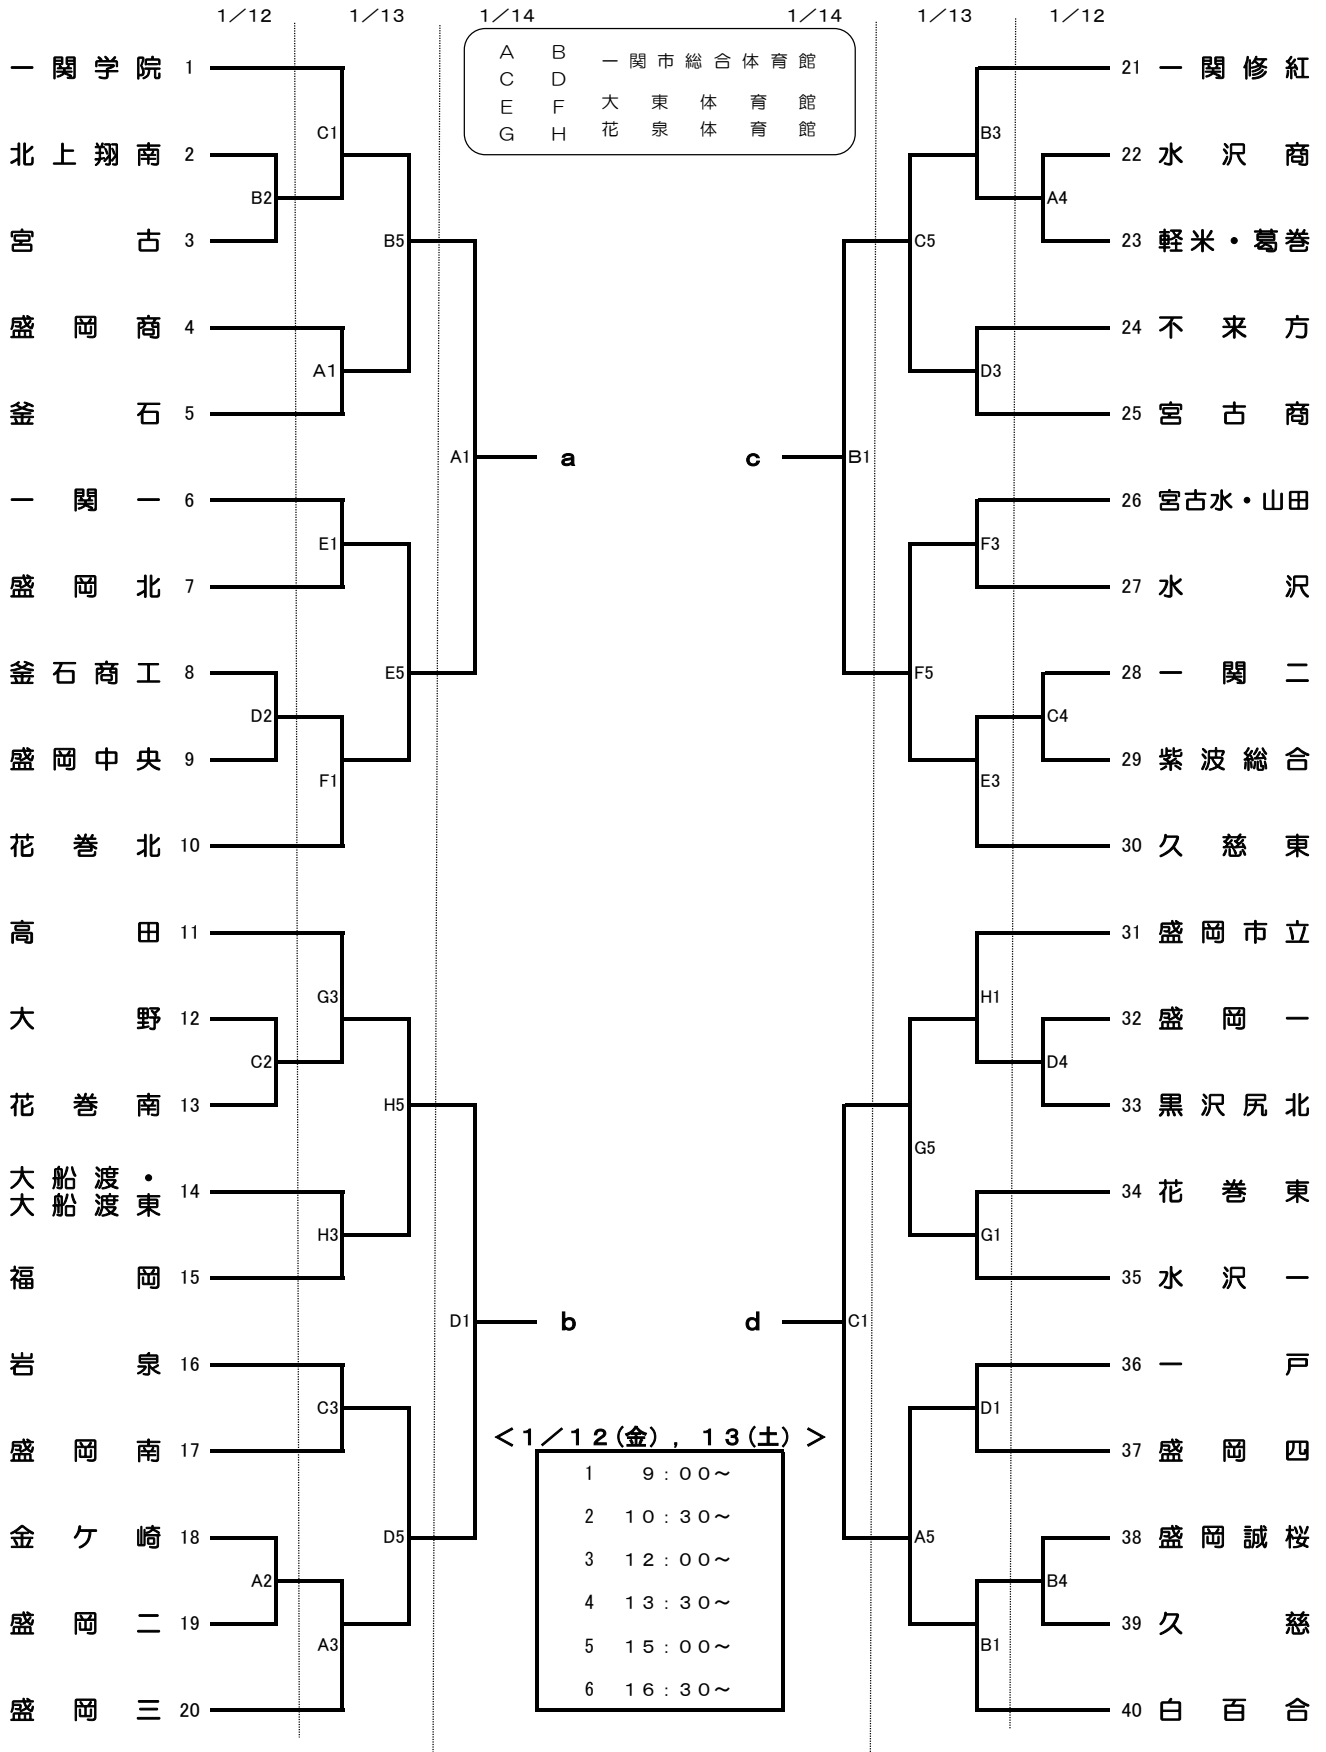 1／12 1／13 1／14 1／14 1／13 1／12
A B 一関市総合体育館
C D
E F 大東体育館
G H 花泉体育館
一関学院 1 21 一関修紅
C1 B3
北上翔南 2 22 水沢商
B2 A4
宮古 3 B5 C5 23 軽米・葛巻
盛岡商 4 24 不来方
A1 D3
釜石 5 25 宮古商
A1 a c B1
一関一 6 26 宮古水・山田
E1 F3
盛岡北 7 27 水沢
釜石商工 8 E5 F5 28 一関二
D2 C4
盛岡中央 9 29 紫波総合
F1 E3
花巻北 10 30 久慈東
高田 11 31 盛岡市立
G3 H1
大野 12 32 盛岡一
C2 D4
花巻南 13 H5 33 黒沢尻北
G5
大船渡・
大船渡東 14 34 花巻東
H3 G1
福岡 15 35 水沢一
D1 b d C1
岩泉 16 36 一戸
C3 D1
＜1／12(金)，13(土)＞
盛岡南 17 37 盛岡四
1 9：00～
2 10：30～
金ケ崎 18 D5 A5 38 盛岡誠桜
3 12：00～
A2 B4
4 13：30～
盛岡二 19 39 久慈
A3 B1
5 15：00～
6 16：30～
盛岡三 20 40 白百合